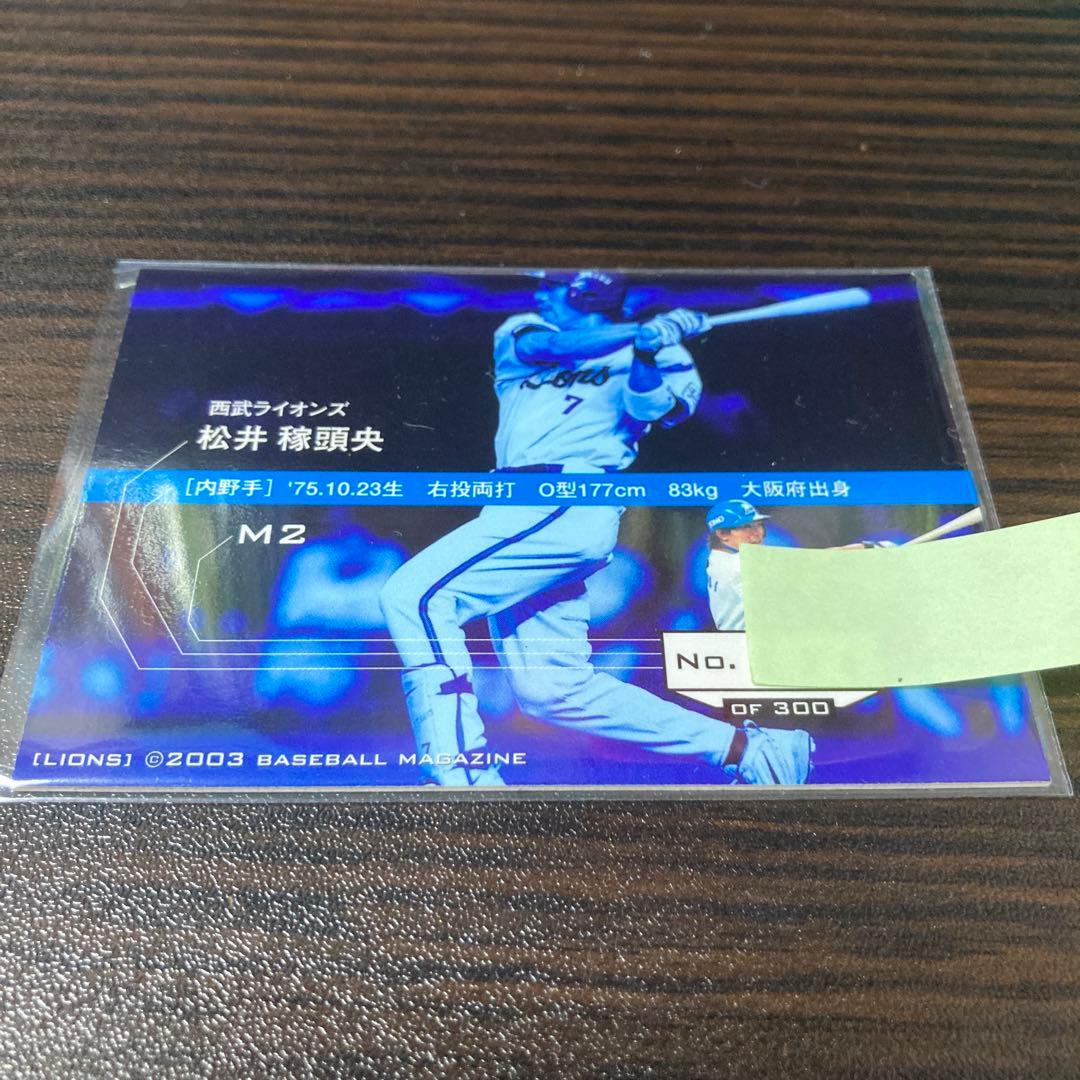 西武ライオンズ
松井 稼頭央
[内野手] '75.10.23生 右投両打 O型177cm 83kg 大阪府出身
M2
Lions
7
No.
OF 300
[LIONS] ©2003 BASEBALL MAGAZINE